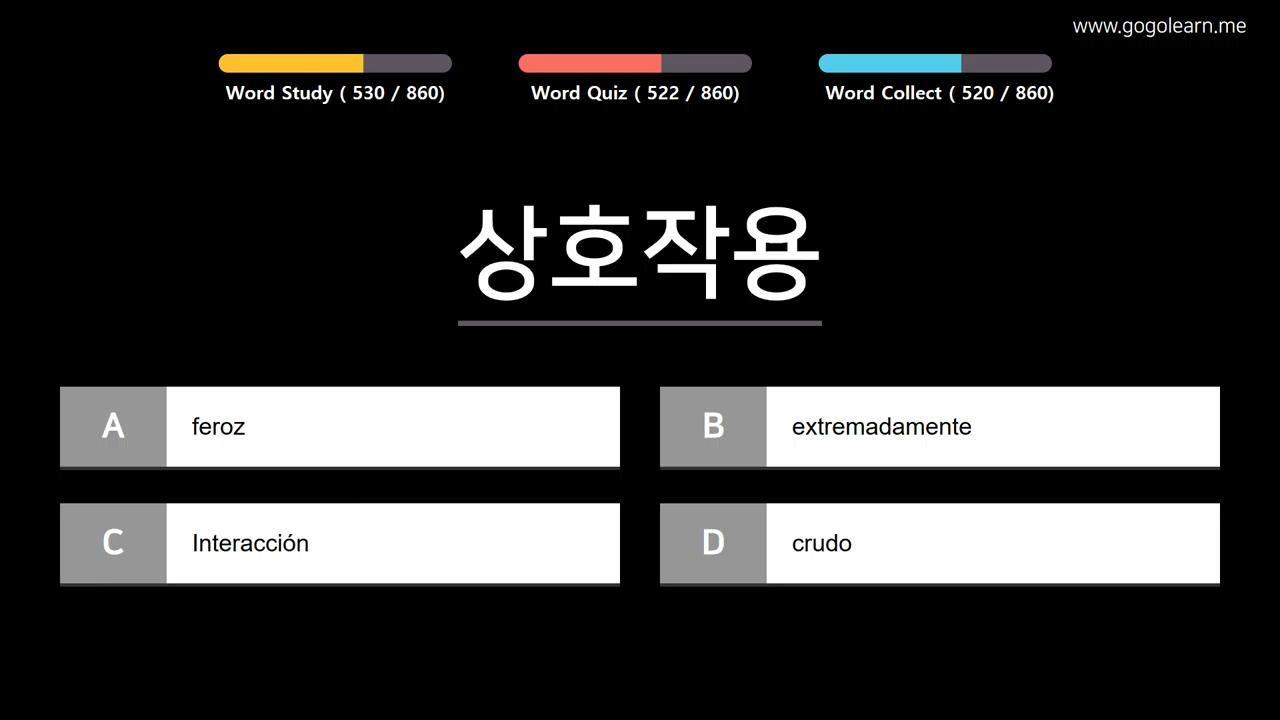 www.gogolearn.me
Word Study ( 530 / 860)
Word Quiz ( 522 / 860)
Word Collect ( 520 / 860)
상호작용
A feroz
B extremadamente
C Interacción
D crudo